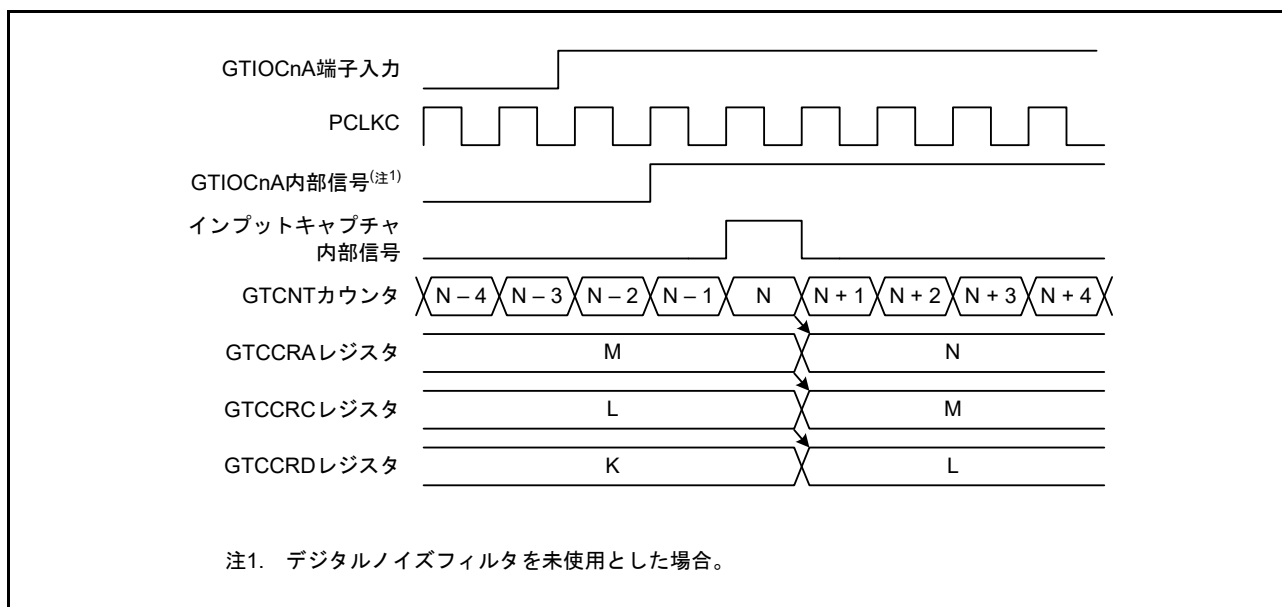 GTIOCnA端子入力
PCLKC
GTIOCnA内部信号(注1)
インプットキャプチャ
内部信号
GTCNTカウンタ N – 4 N – 3 N – 2 N – 1 N N + 1 N + 2 N + 3 N + 4
GTCCRAレジスタ M N
GTCCRCレジスタ L M
GTCCRDレジスタ K L
注1. デジタルノイズフィルタを未使用とした場合。